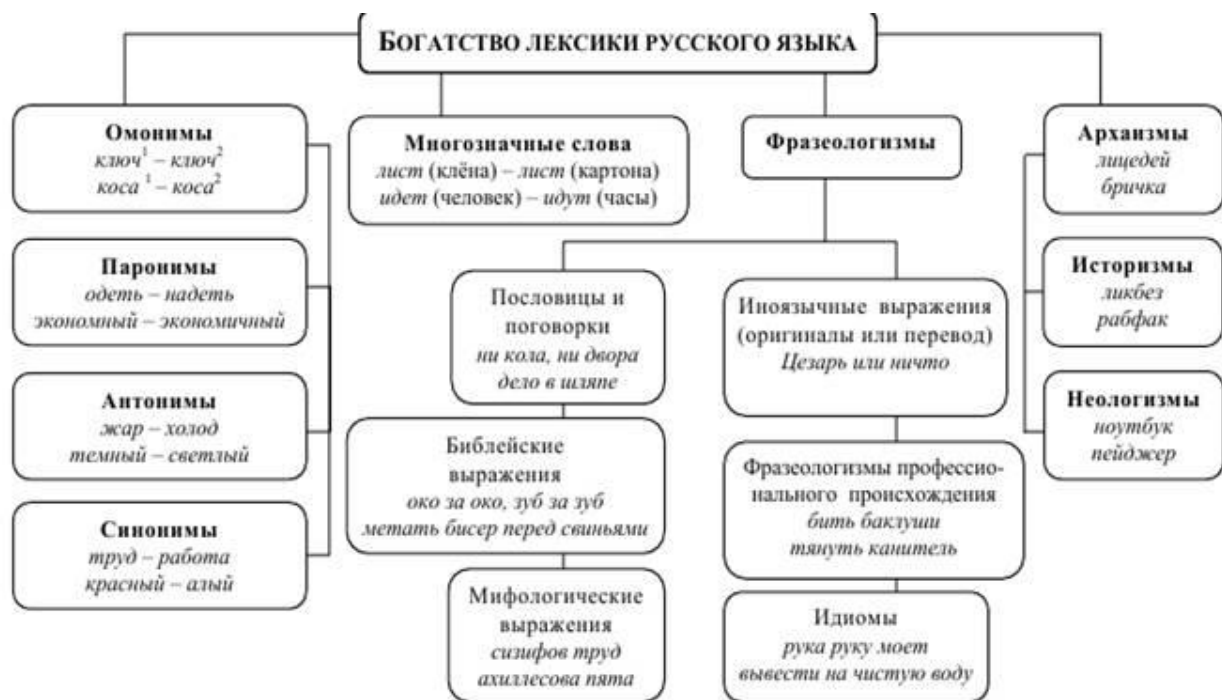 БОГАТСТВО ЛЕКСИКИ РУССКОГО ЯЗЫКА
Омонимы
ключ¹ – ключ²
коса ¹ – коса²
Паронимы
одеть – надеть
экономный – экономичный
Антонимы
жар – холод
темный – светлый
Синонимы
труд – работа
красный – алый
Многозначные слова
лист (клёна) – лист (картона)
идет (человек) – идут (часы)
Фразеологизмы
Пословицы и
поговорки
ни кола, ни двора
дело в шляпе
Библейские
выражения
око за око, зуб за зуб
метать бисер перед свиньями
Мифологические
выражения
сизифов труд
ахиллесова пята
Иноязычные выражения
(оригиналы или перевод)
Цезарь или ничто
Фразеологизмы профессио-
нального происхождения
бить баклуши
тянуть канитель
Идиомы
рука руку моет
вывести на чистую воду
Архаизмы
лицедей
бричка
Историзмы
ликбез
рабфак
Неологизмы
ноутбук
пейджер